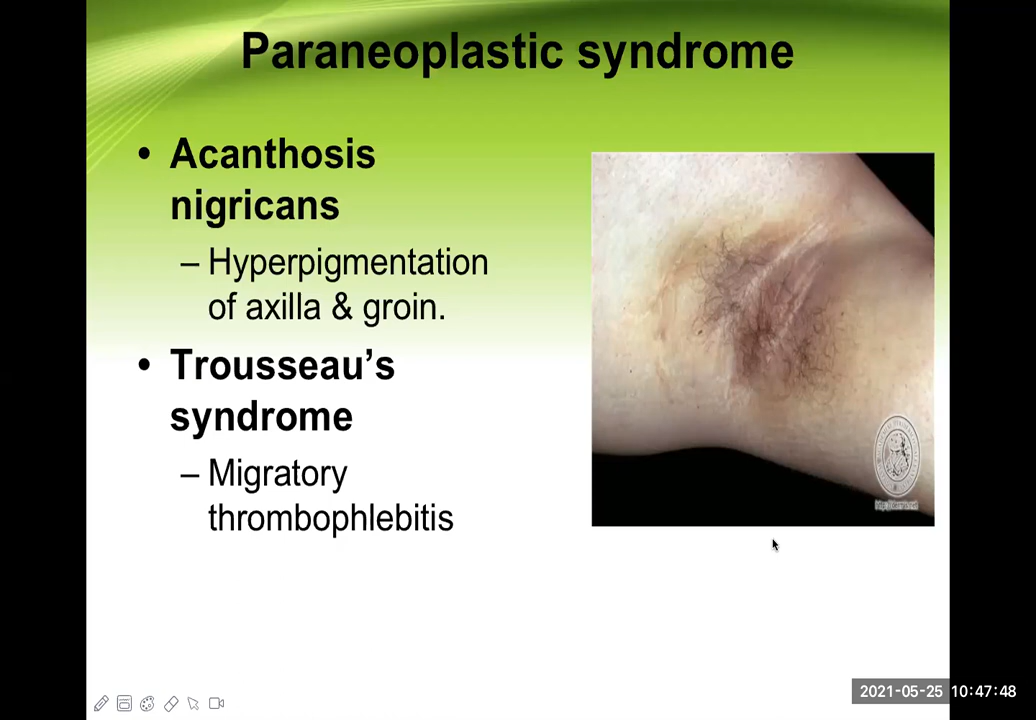 Paraneoplastic syndrome
• Acanthosis
nigricans
– Hyperpigmentation
of axilla & groin.
• Trousseau’s
syndrome
– Migratory
thrombophlebitis
2021-05-25 10:47:48